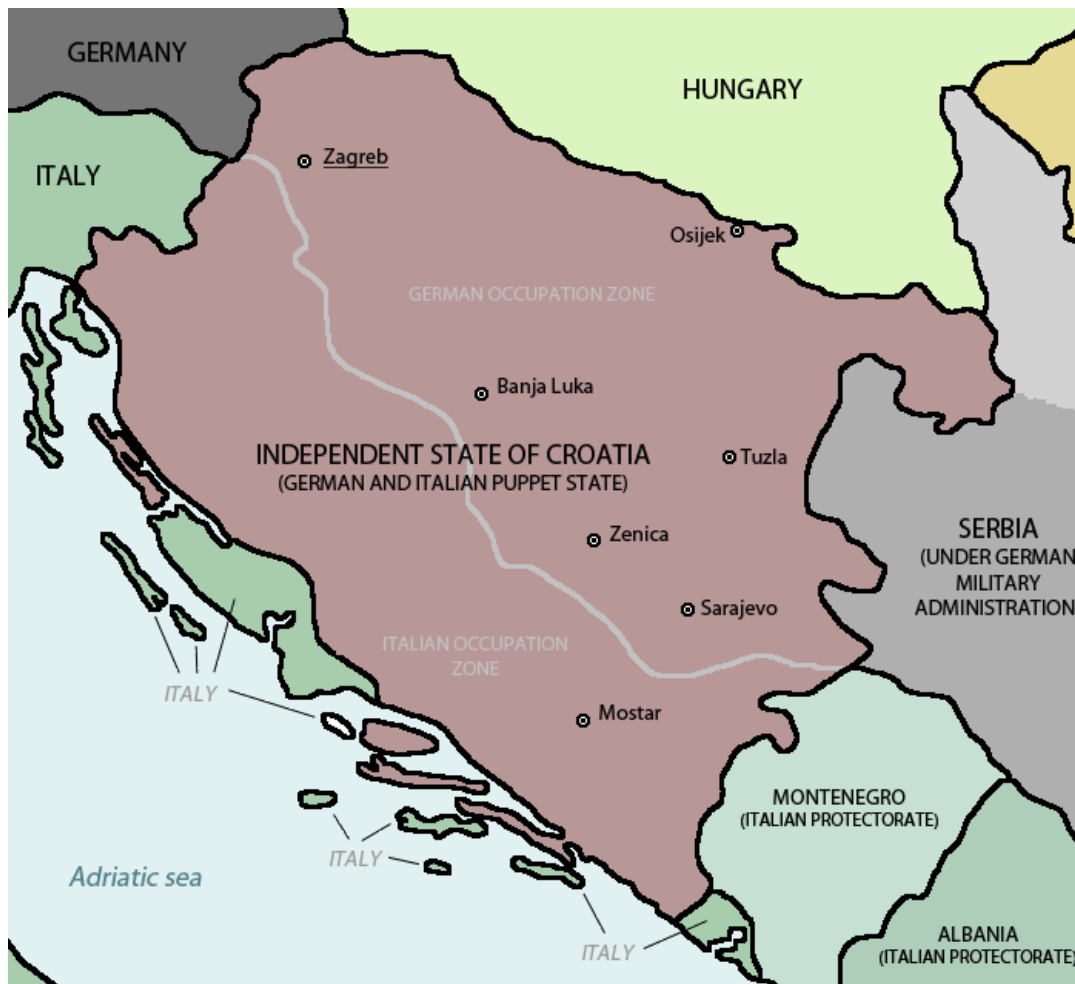 GERMANY
HUNGARY
ITALY
Zagreb
Osijek
GERMAN OCCUPATION ZONE
Banja Luka
INDEPENDENT STATE OF CROATIA
(GERMAN AND ITALIAN PUPPET STATE)
Tuzla
SERBIA
(UNDER GERMAN
MILITARY
ADMINISTRATION)
Zenica
Sarajevo
ITALIAN OCCUPATION
ZONE
ITALY
Mostar
MONTENEGRO
(ITALIAN PROTECTORATE)
ITALY
Adriatic sea
ITALY
ALBANIA
(ITALIAN PROTECTORATE)